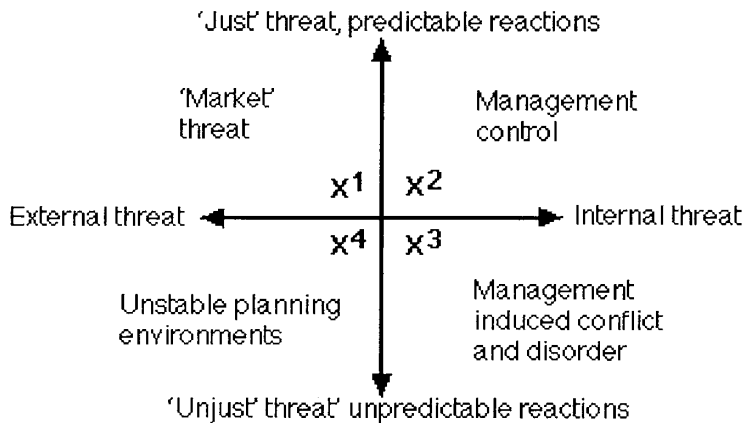 'Just' threat, predictable reactions
'Market'
threat
Management
control
X1 X2
External threat
Internal threat
X4 X3
Unstable planning
environments
Management
induced conflict
and disorder
'Unjust' threat' unpredictable reactions